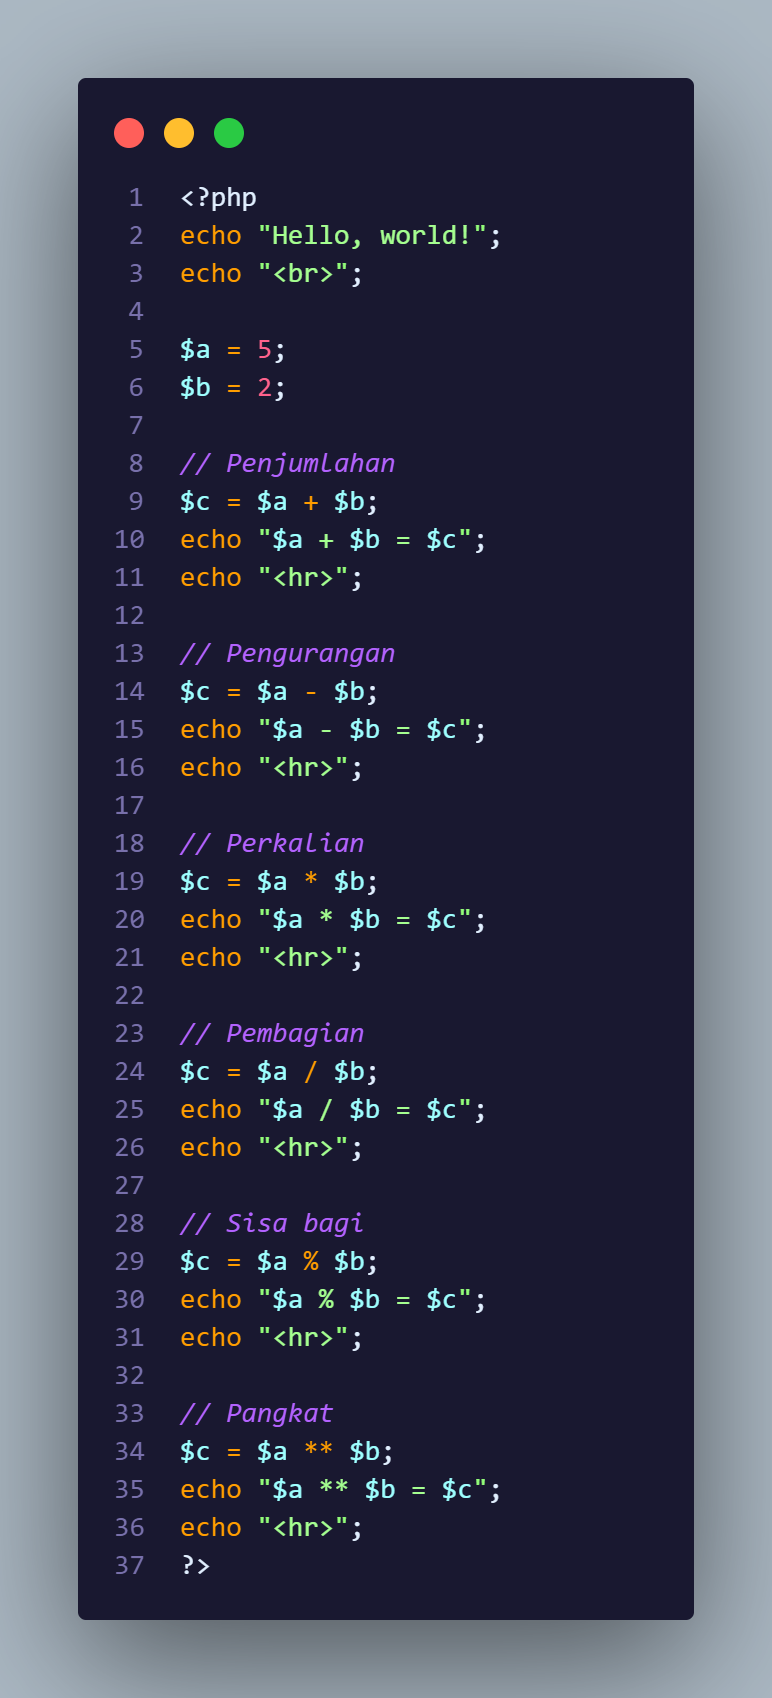 1 <?php
2 echo "Hello, world!";
3 echo "<br>";
4
5 $a = 5;
6 $b = 2;
7
8 // Penjumlahan
9 $c = $a + $b;
10 echo "$a + $b = $c";
11 echo "<hr>";
12
13 // Pengurangan
14 $c = $a - $b;
15 echo "$a - $b = $c";
16 echo "<hr>";
17
18 // Perkalian
19 $c = $a * $b;
20 echo "$a * $b = $c";
21 echo "<hr>";
22
23 // Pembagian
24 $c = $a / $b;
25 echo "$a / $b = $c";
26 echo "<hr>";
27
28 // Sisa bagi
29 $c = $a % $b;
30 echo "$a % $b = $c";
31 echo "<hr>";
32
33 // Pangkat
34 $c = $a ** $b;
35 echo "$a ** $b = $c";
36 echo "<hr>";
37 ?>